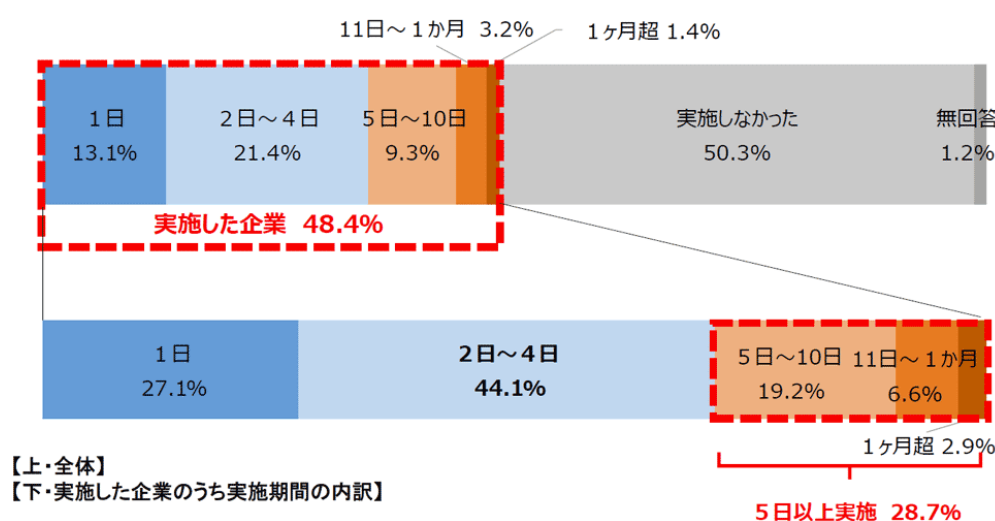 11日～１か月 3.2%
1ヶ月超 1.4%
1日
13.1%
2日～4日
21.4%
5日～10日
9.3%
実施しなかった
50.3%
無回答
1.2%
実施した企業 48.4%
1日
27.1%
2日～4日
44.1%
5日～10日
19.2%
11日～１か月
6.6%
1ヶ月超 2.9%
【上・全体】
【下・実施した企業のうち実施期間の内訳】
5日以上実施 28.7%